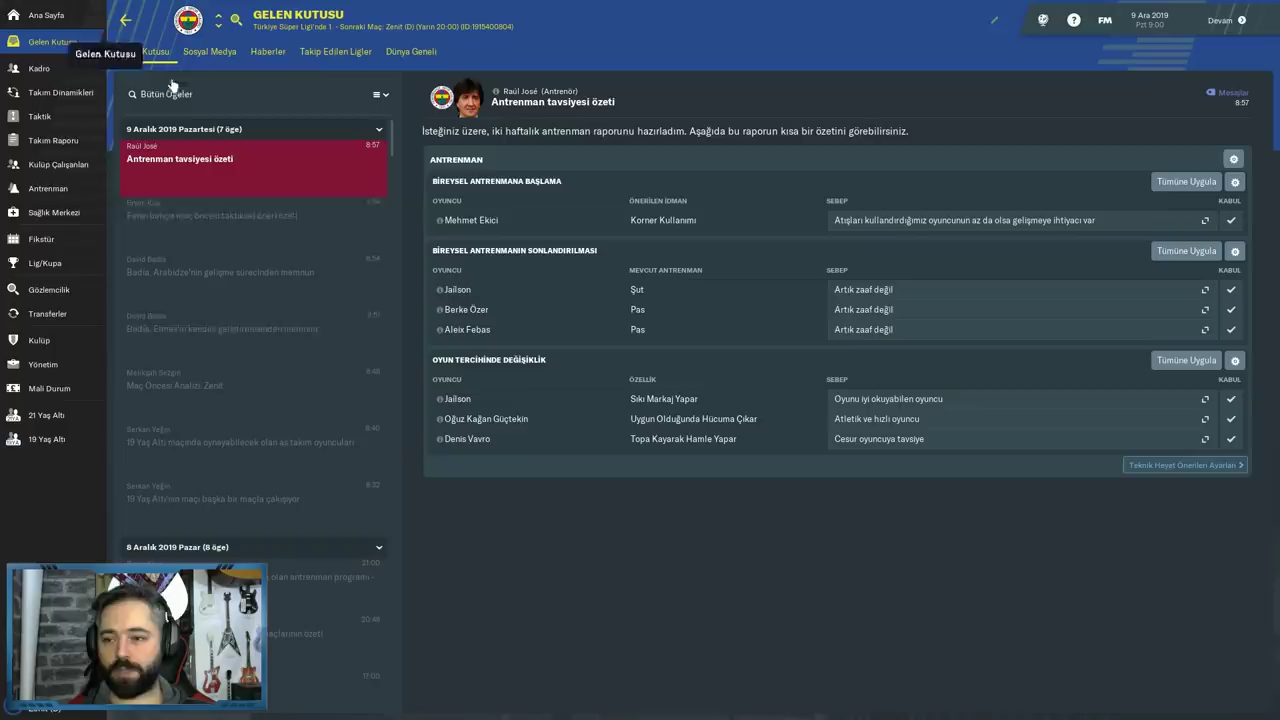 Ana Sayfa
Gelen Kutusu
Kadro
Takım Dinamikleri
Taktik
Takım Raporu
Kulüp Çalışanları
Antrenman
Sağlık Merkezi
Fikstür
Lig/Kupa
Gözlemcilik
Transferler
Kulüp
Yönetim
Mali Durum
21 Yaş Altı
19 Yaş Altı
GELEN KUTUSU
Türkiye Süper Ligi'nde 1. - Sonraki Maç: Zenit (D) (Yarın 20:00) (ID:1915400804)
FM
9 Ara 2019
Pzt 9:00
Devam
Gelen Kutusu
Kutusu
Sosyal Medya
Haberler
Takip Edilen Ligler
Dünya Geneli
Bütün Öğeler
9 Aralık 2019 Pazartesi (7 öge)
Raúl José 8:57
Antrenman tavsiyesi özeti
David Badia 8:54
Badia, Arabidze'nin gelişme sürecinden memnun
Melikşah Sezgin 8:48
Maç Öncesi Analizi: Zenit
Serkan Yeğin 8:40
19 Yaş Altı maçında oynayabilecek olan as takım oyuncuları
Serkan Yeğin 8:32
19 Yaş Altı'nın maçı başka bir maçla çakışıyor
8 Aralık 2019 Pazar (8 öge)
21:00
olan antrenman programı -
20:46
maçlarının özeti
17:00
Raúl José (Antrenör)
Antrenman tavsiyesi özeti
Mesajlar
8:57
İsteğiniz üzere, iki haftalık antrenman raporunu hazırladım. Aşağıda bu raporun kısa bir özetini görebilirsiniz.
ANTRENMAN
BİREYSEL ANTRENMANA BAŞLAMA Tümüne Uygula
OYUNCU ÖNERİLEN İDMAN SEBEP KABUL
Mehmet Ekici Korner Kullanımı Atışları kullandırdığımız oyuncunun az da olsa gelişmeye ihtiyacı var
BİREYSEL ANTRENMANIN SONLANDIRILMASI Tümüne Uygula
OYUNCU MEVCUT ANTRENMAN SEBEP KABUL
Jaílson Şut Artık zaaf değil
Berke Özer Pas Artık zaaf değil
Aleix Febas Pas Artık zaaf değil
OYUN TERCİHİNDE DEĞİŞİKLİK Tümüne Uygula
OYUNCU ÖZELLİK SEBEP KABUL
Jaílson Sıkı Markaj Yapar Oyunu iyi okuyabilen oyuncu
Oğuz Kağan Güçtekin Uygun Olduğunda Hücuma Çıkar Atletik ve hızlı oyuncu
Denis Vavro Topa Kayarak Hamle Yapar Cesur oyuncuya tavsiye
Teknik Heyet Önerileri Ayarları